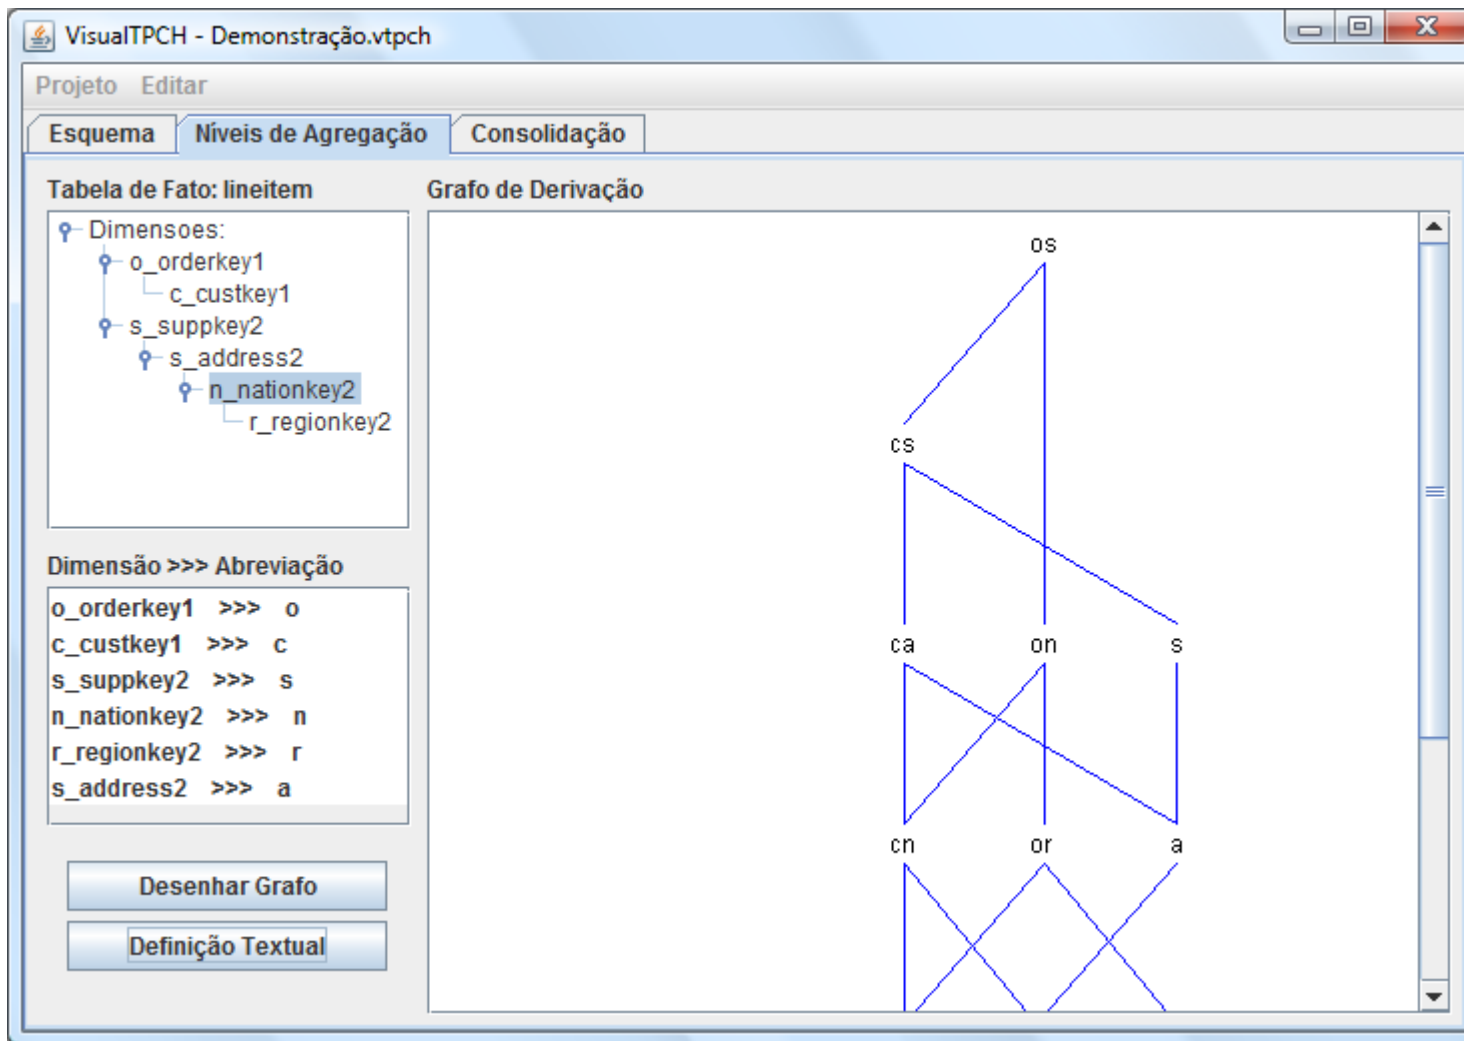 VisualTPCH - Demonstração.vtpch
Projeto Editar
Esquema Níveis de Agregação Consolidação
Tabela de Fato: lineitem
Dimensoes:
o_orderkey1
c_custkey1
s_suppkey2
s_address2
n_nationkey2
r_regionkey2
Dimensão >>> Abreviação
o_orderkey1 >>> o
c_custkey1 >>> c
s_suppkey2 >>> s
n_nationkey2 >>> n
r_regionkey2 >>> r
s_address2 >>> a
Desenhar Grafo
Definição Textual
Grafo de Derivação
os
cs
ca on s
cn or a